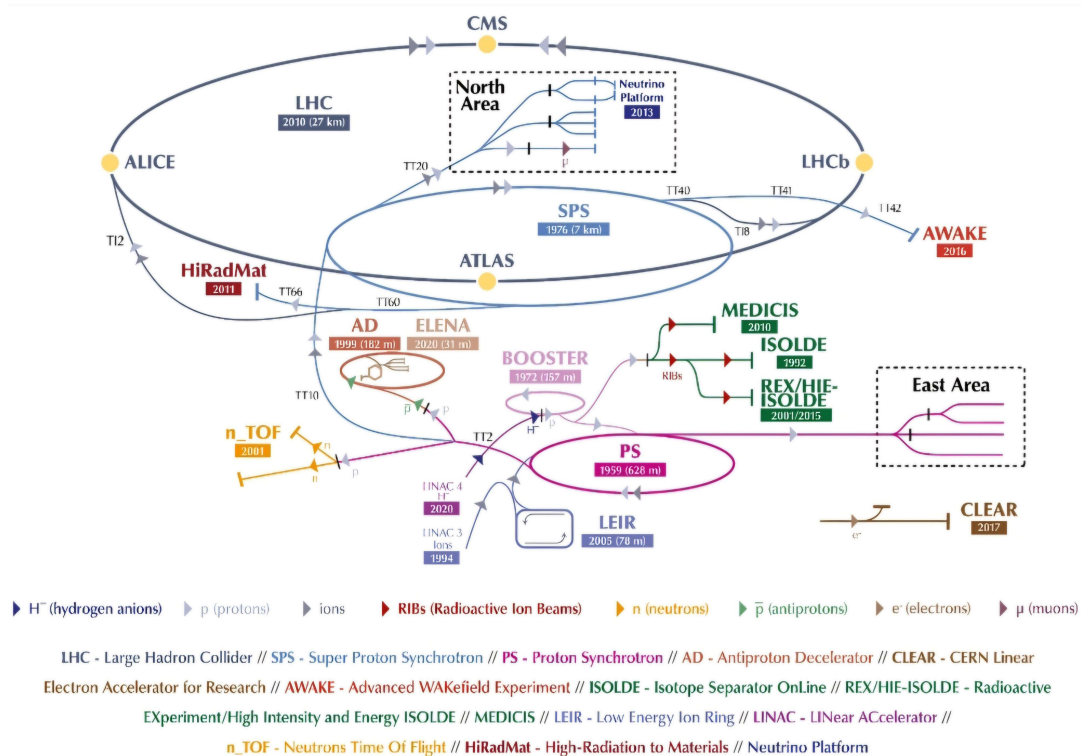 CMS
North
Area
Neutrino
Platform
2013
LHC
2010 (27 km)
ALICE
LHCb
TT20
μ
TT40
TT41
TT42
SPS
1976 (7 km)
TI8
TI2
AWAKE
2016
HiRadMat
2011
ATLAS
TT66
TT60
MEDICIS
2010
AD
1999 (182 m)
ELENA
2020 (31 m)
ISOLDE
1992
BOOSTER
1972 (157 m)
RIBs
REX/HIE-
ISOLDE
2001/2015
East Area
TT10
p̅
p
H⁻
p
TT2
n_TOF
2001
n
n
p
PS
1959 (628 m)
LINAC 4
H⁻
2020
LINAC 3
Ions
1994
LEIR
2005 (78 m)
CLEAR
2017
e⁻
H⁻ (hydrogen anions) p (protons) ions RIBs (Radioactive Ion Beams) n (neutrons) p̅ (antiprotons) e⁻ (electrons) μ (muons)
LHC - Large Hadron Collider // SPS - Super Proton Synchrotron // PS - Proton Synchrotron // AD - Antiproton Decelerator // CLEAR - CERN Linear
Electron Accelerator for Research // AWAKE - Advanced WAKefield Experiment // ISOLDE - Isotope Separator OnLine // REX/HIE-ISOLDE - Radioactive
EXperiment/High Intensity and Energy ISOLDE // MEDICIS // LEIR - Low Energy Ion Ring // LINAC - LINear ACcelerator //
n_TOF - Neutrons Time Of Flight // HiRadMat - High-Radiation to Materials // Neutrino Platform